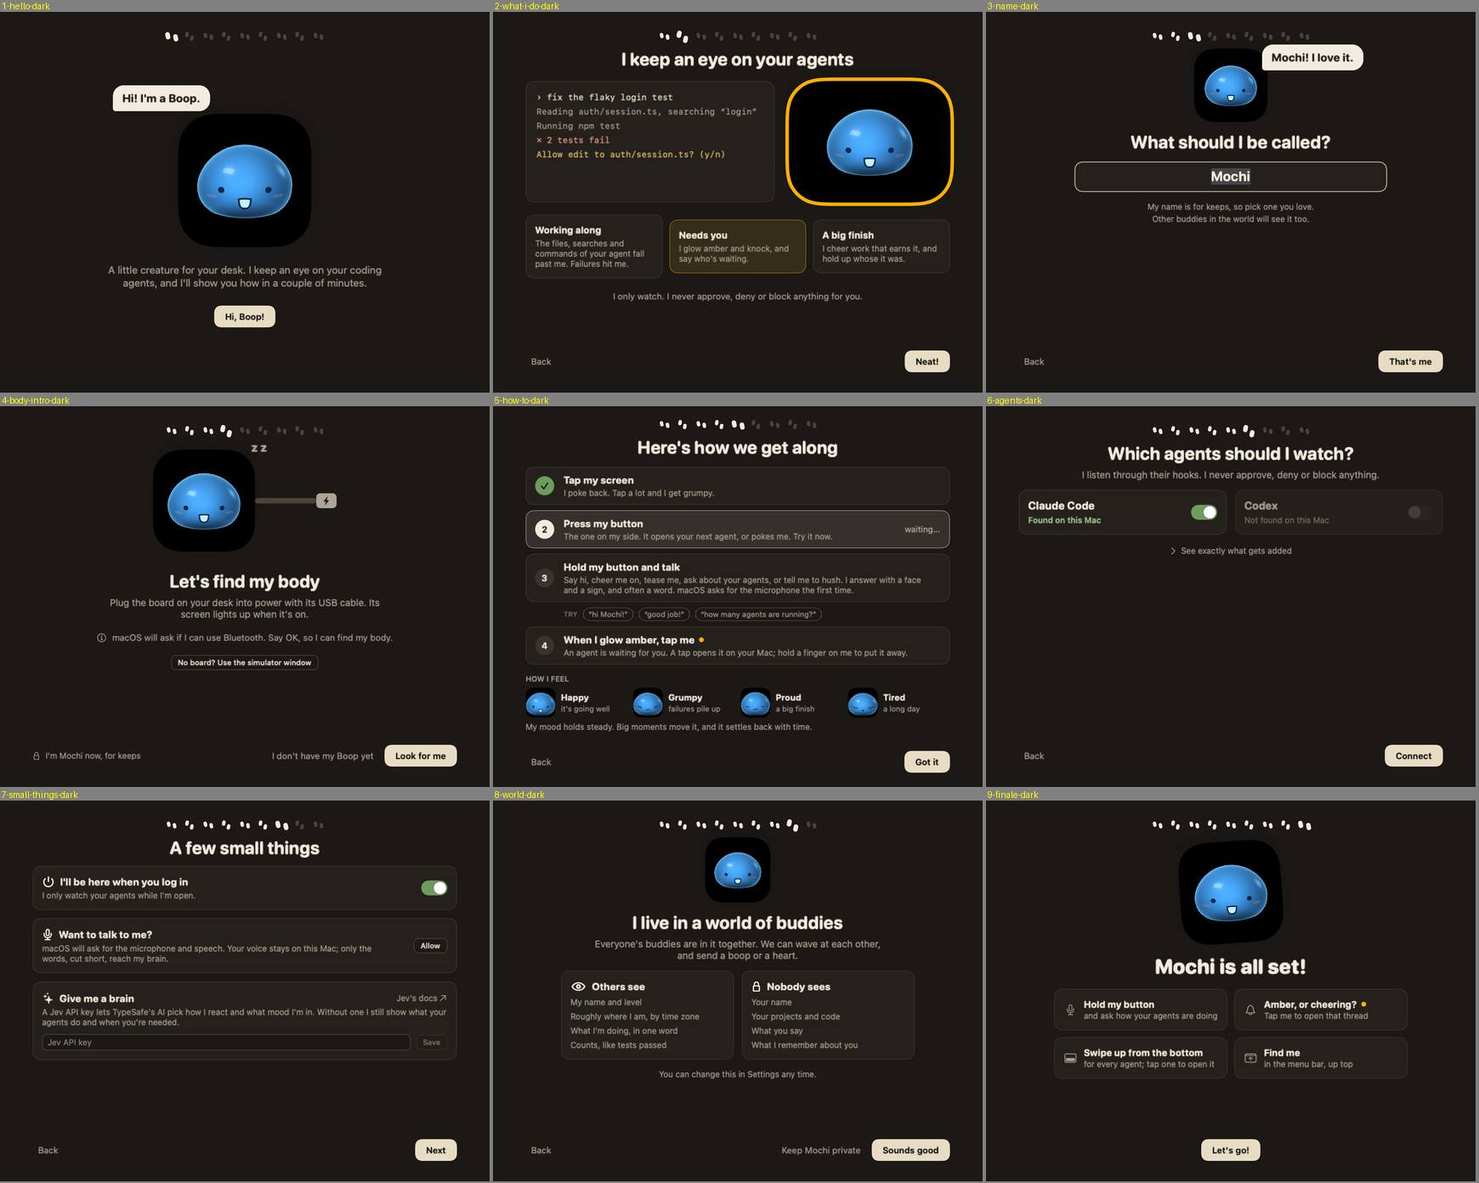 1-hello-dark
Hi! I'm a Boop.
A little creature for your desk. I keep an eye on your coding
agents, and I'll show you how in a couple of minutes.
Hi, Boop!
2-what-i-do-dark
I keep an eye on your agents
› fix the flaky login test
Reading auth/session.ts, searching "login"
Running npm test
× 2 tests fail
Allow edit to auth/session.ts? (y/n)
Working along
The files, searches and
commands of your agent fall
past me. Failures hit me.
Needs you
I glow amber and knock, and
say who's waiting.
A big finish
I cheer work that earns it, and
hold up whose it was.
I only watch. I never approve, deny or block anything for you.
Back
Neat!
3-name-dark
Mochi! I love it.
What should I be called?
Mochi
My name is for keeps, so pick one you love.
Other buddies in the world will see it too.
Back
That's me
4-body-intro-dark
z z
Let's find my body
Plug the board on your desk into power with its USB cable. Its
screen lights up when it's on.
macOS will ask if I can use Bluetooth. Say OK, so I can find my body.
No board? Use the simulator window
I'm Mochi now, for keeps
I don't have my Boop yet
Look for me
5-how-to-dark
Here's how we get along
Tap my screen
I poke back. Tap a lot and I get grumpy.
2
Press my button
The one on my side. It opens your next agent, or pokes me. Try it now.
waiting...
3
Hold my button and talk
Say hi, cheer me on, tease me, ask about your agents, or tell me to hush. I answer with a face
and a sign, and often a word. macOS asks for the microphone the first time.
TRY
"hi Mochi!"
"good job!"
"how many agents are running?"
4
When I glow amber, tap me
An agent is waiting for you. A tap opens it on your Mac; hold a finger on me to put it away.
HOW I FEEL
Happy
it's going well
Grumpy
failures pile up
Proud
a big finish
Tired
a long day
My mood holds steady. Big moments move it, and it settles back with time.
Back
Got it
6-agents-dark
Which agents should I watch?
I listen through their hooks. I never approve, deny or block anything.
Claude Code
Found on this Mac
Codex
Not found on this Mac
See exactly what gets added
Back
Connect
7-small-things-dark
A few small things
I'll be here when you log in
I only watch your agents while I'm open.
Want to talk to me?
macOS will ask for the microphone and speech. Your voice stays on this Mac; only the
words, cut short, reach my brain.
Allow
Give me a brain
Jev's docs ↗
A Jev API key lets TypeSafe's AI pick how I react and what mood I'm in. Without one I still show what your
agents do and when you're needed.
Jev API key
Save
Back
Next
8-world-dark
I live in a world of buddies
Everyone's buddies are in it together. We can wave at each other,
and send a boop or a heart.
Others see
My name and level
Roughly where I am, by time zone
What I'm doing, in one word
Counts, like tests passed
Nobody sees
Your name
Your projects and code
What you say
What I remember about you
You can change this in Settings any time.
Back
Keep Mochi private
Sounds good
9-finale-dark
Mochi is all set!
Hold my button
and ask how your agents are doing
Amber, or cheering?
Tap me to open that thread
Swipe up from the bottom
for every agent; tap one to open it
Find me
in the menu bar, up top
Let's go!